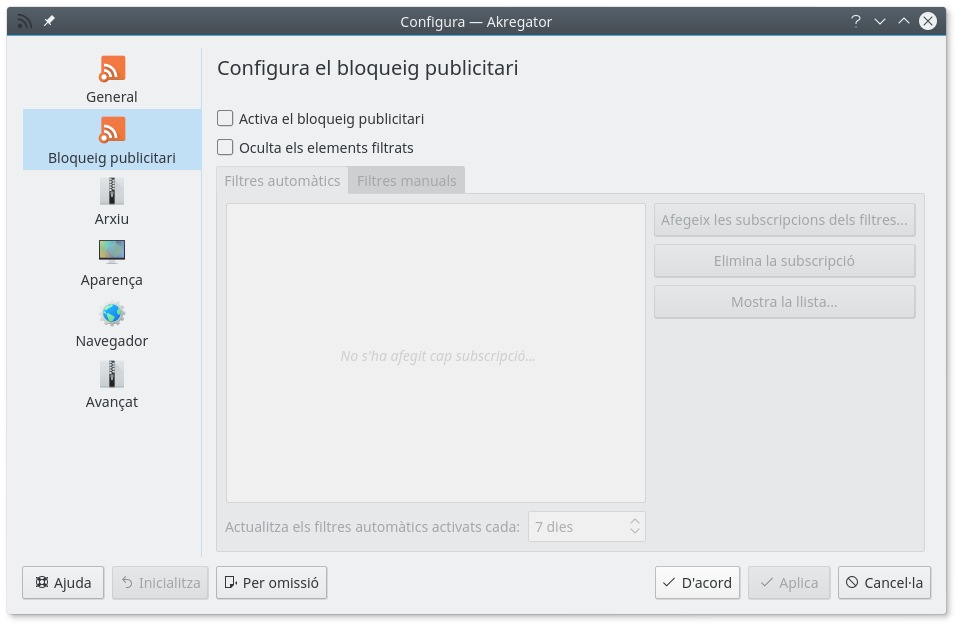 Configura — Akregator
General
Bloqueig publicitari
Arxiu
Aparença
Navegador
Avançat
Configura el bloqueig publicitari
Activa el bloqueig publicitari
Oculta els elements filtrats
Filtres automàtics
Filtres manuals
No s'ha afegit cap subscripció...
Afegeix les subscripcions dels filtres...
Elimina la subscripció
Mostra la llista...
Actualitza els filtres automàtics activats cada:
7 dies
Ajuda
Inicialitza
Per omissió
D'acord
Aplica
Cancel·la